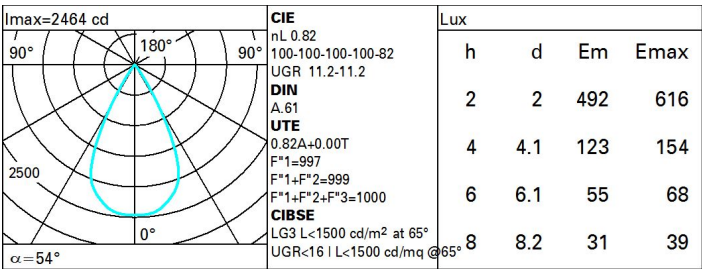 Imax=2464 cd
90°
180°
90°
2500
0°
α=54°
CIE
nL 0.82
100-100-100-100-82
UGR 11.2-11.2
DIN
A.61
UTE
0.82A+0.00T
F"1=997
F"1+F"2=999
F"1+F"2+F"3=1000
CIBSE
LG3 L<1500 cd/m² at 65°
UGR<16 | L<1500 cd/mq @65°
Lux
h d Em Emax
2 2 492 616
4 4.1 123 154
6 6.1 55 68
8 8.2 31 39